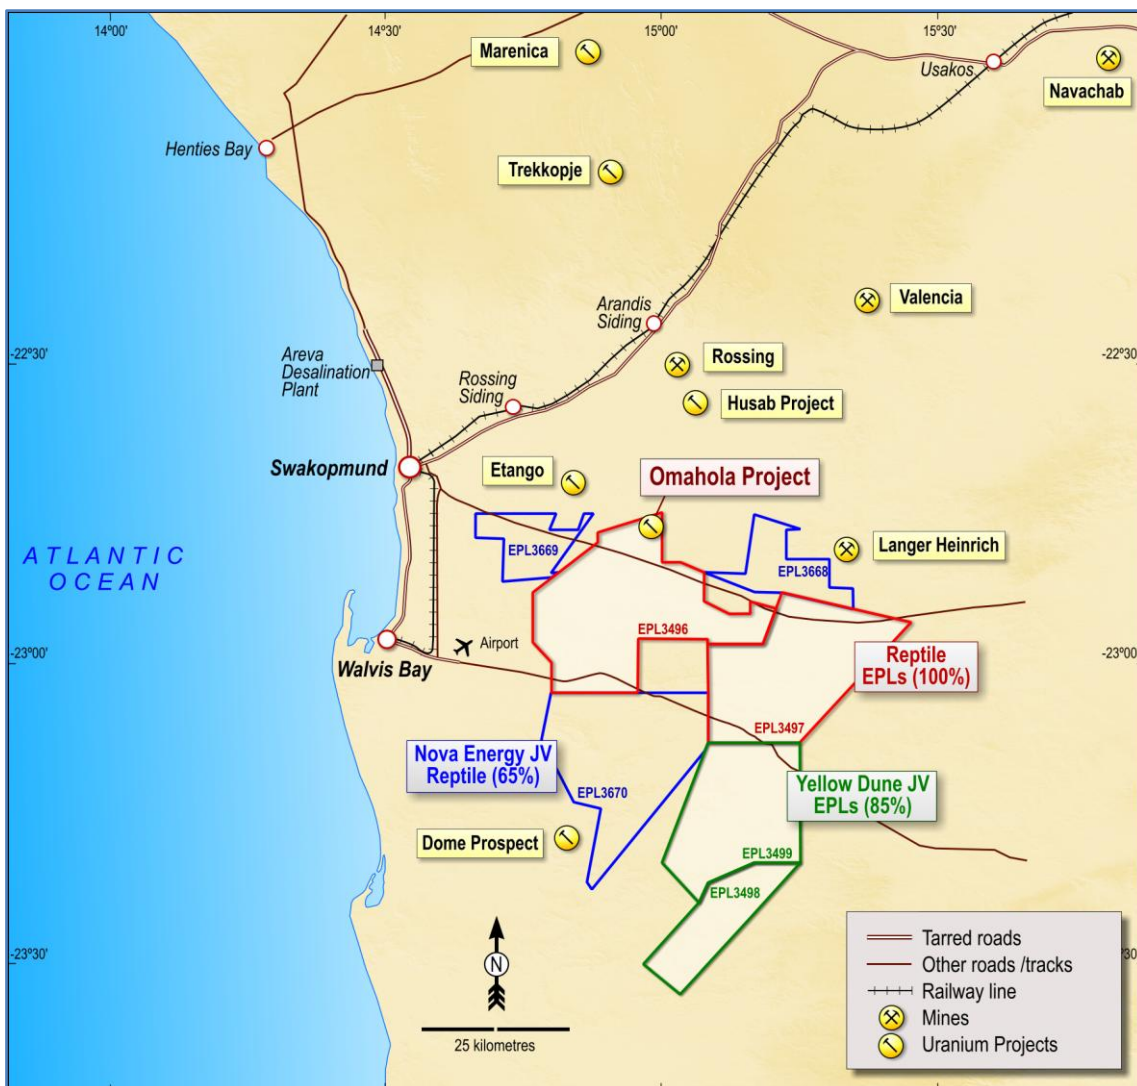 14°00'
14°30'
15°00'
15°30'
Marenica
Usakos
Navachab
Henties Bay
Trekkopje
Arandis
Siding
Valencia
-22°30'
-22°30'
Areva
Desalination
Plant
Rossing
Siding
Rossing
Husab Project
Swakopmund
Etango
Omahola Project
ATLANTIC
OCEAN
EPL3669
EPL3668
Langer Heinrich
-23°00'
-23°00'
Walvis Bay
Airport
EPL3496
Reptile
EPLs (100%)
EPL3497
Nova Energy JV
Reptile (65%)
EPL3670
Yellow Dune JV
EPLs (85%)
Dome Prospect
EPL3499
EPL3498
-23°30'
N
25 kilometres
Tarred roads
Other roads /tracks
Railway line
Mines
Uranium Projects